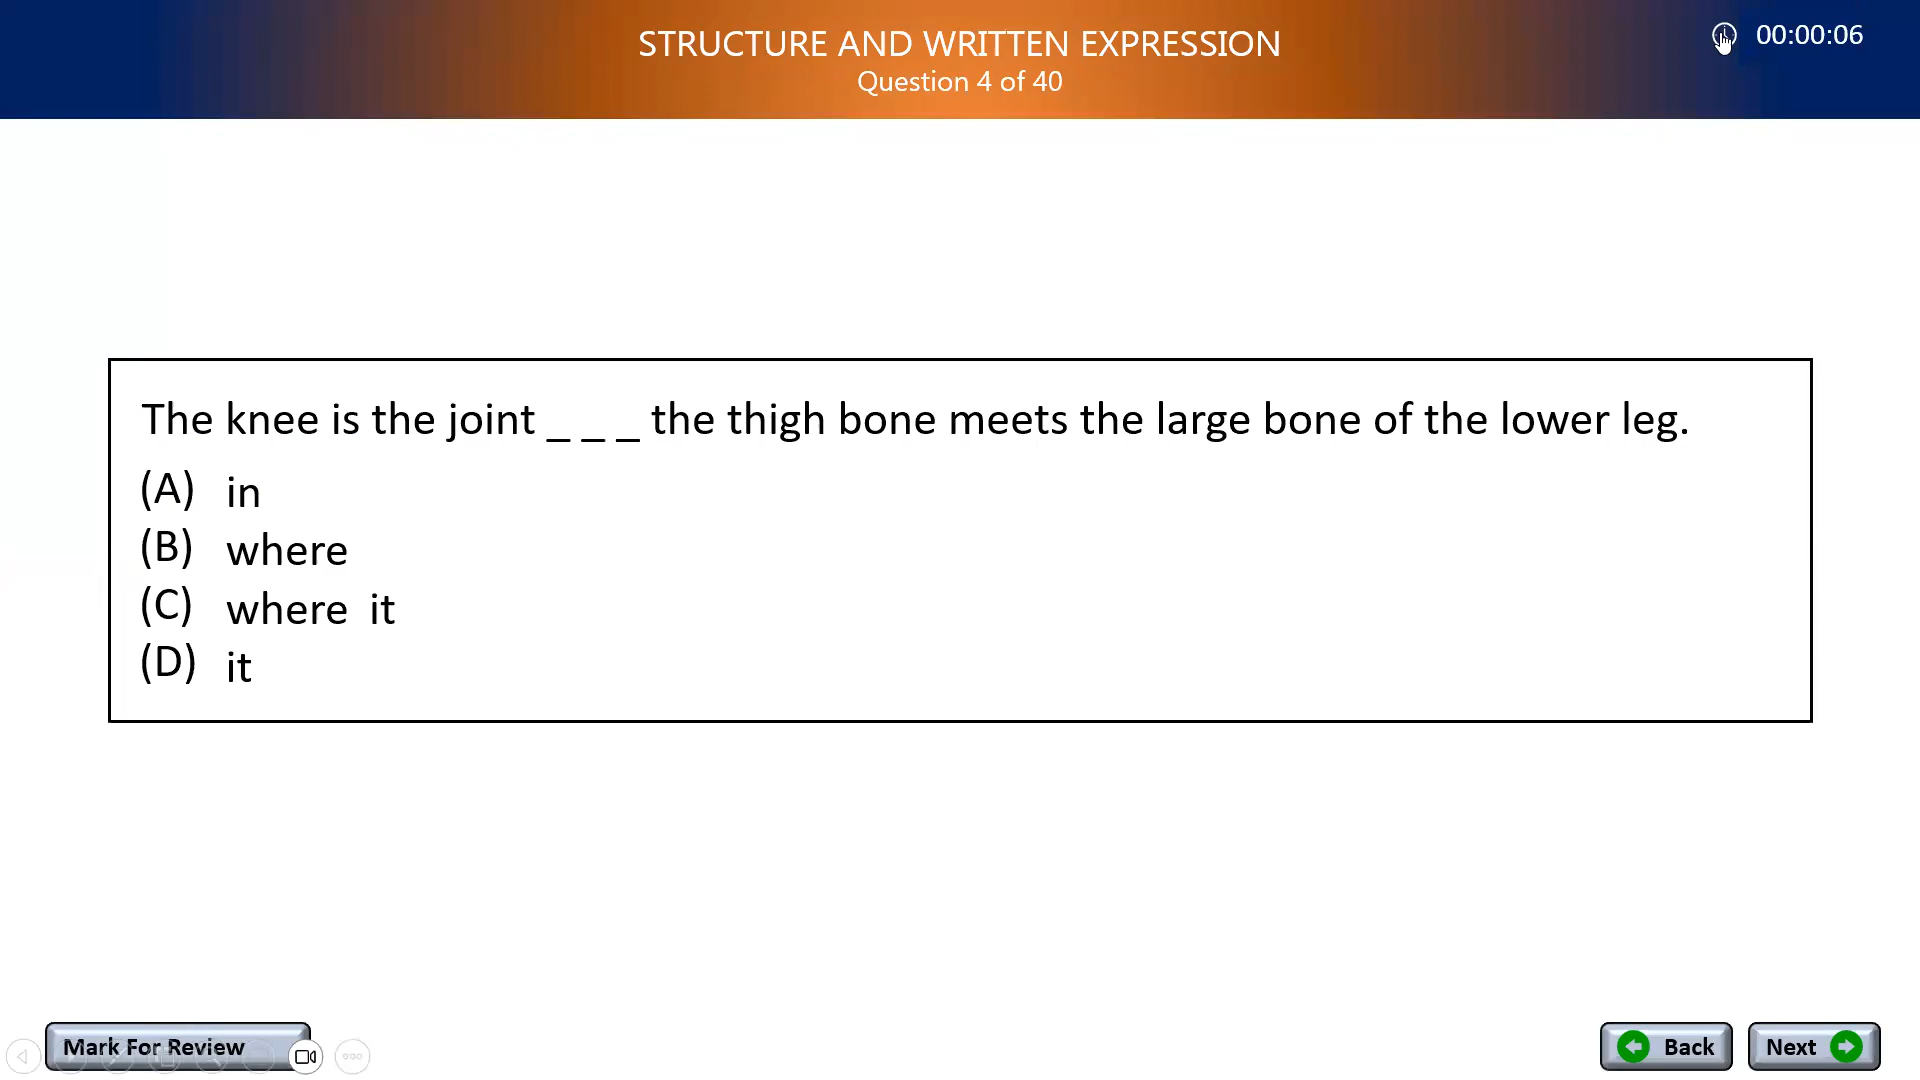 STRUCTURE AND WRITTEN EXPRESSION
Question 4 of 40
00:00:06
The knee is the joint _ _ _ the thigh bone meets the large bone of the lower leg.
(A) in
(B) where
(C) where it
(D) it
Mark For Review
Back
Next